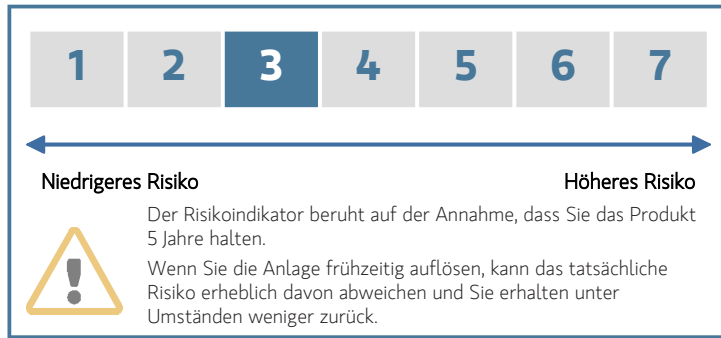 1 2 3 4 5 6 7
Niedrigeres Risiko Höheres Risiko
Der Risikoindikator beruht auf der Annahme, dass Sie das Produkt
5 Jahre halten.
Wenn Sie die Anlage frühzeitig auflösen, kann das tatsächliche
Risiko erheblich davon abweichen und Sie erhalten unter
Umständen weniger zurück.